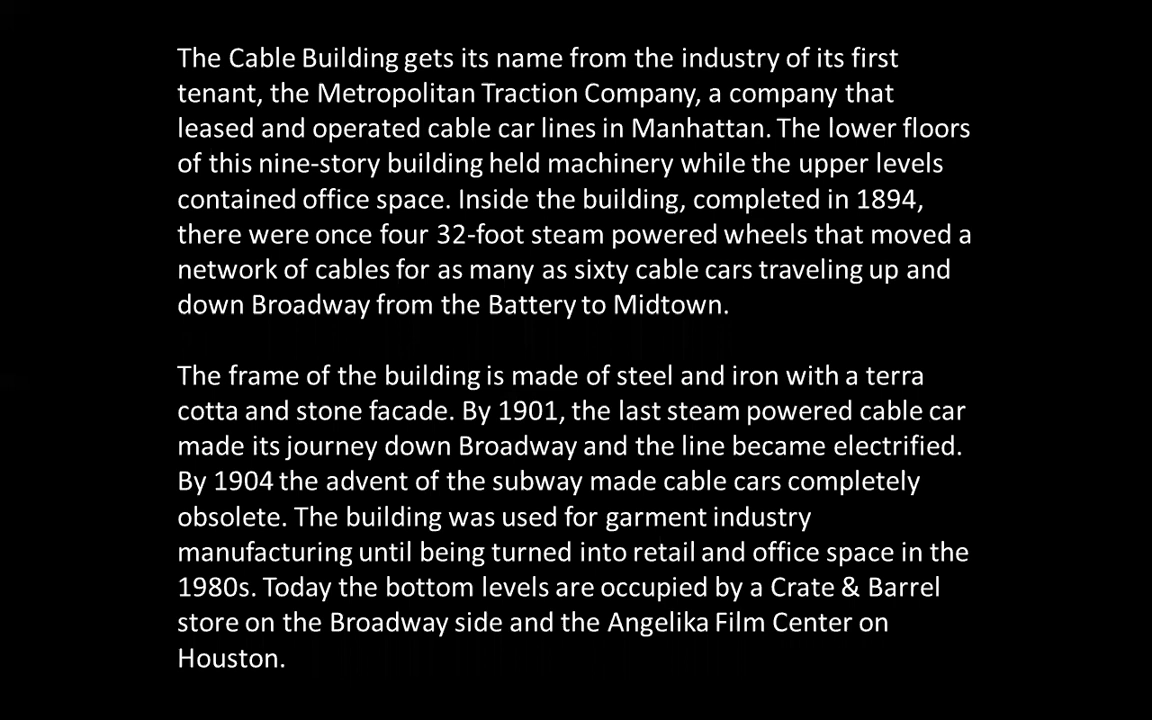 The Cable Building gets its name from the industry of its first
tenant, the Metropolitan Traction Company, a company that
leased and operated cable car lines in Manhattan. The lower floors
of this nine-story building held machinery while the upper levels
contained office space. Inside the building, completed in 1894,
there were once four 32-foot steam powered wheels that moved a
network of cables for as many as sixty cable cars traveling up and
down Broadway from the Battery to Midtown.
The frame of the building is made of steel and iron with a terra
cotta and stone facade. By 1901, the last steam powered cable car
made its journey down Broadway and the line became electrified.
By 1904 the advent of the subway made cable cars completely
obsolete. The building was used for garment industry
manufacturing until being turned into retail and office space in the
1980s. Today the bottom levels are occupied by a Crate & Barrel
store on the Broadway side and the Angelika Film Center on
Houston.